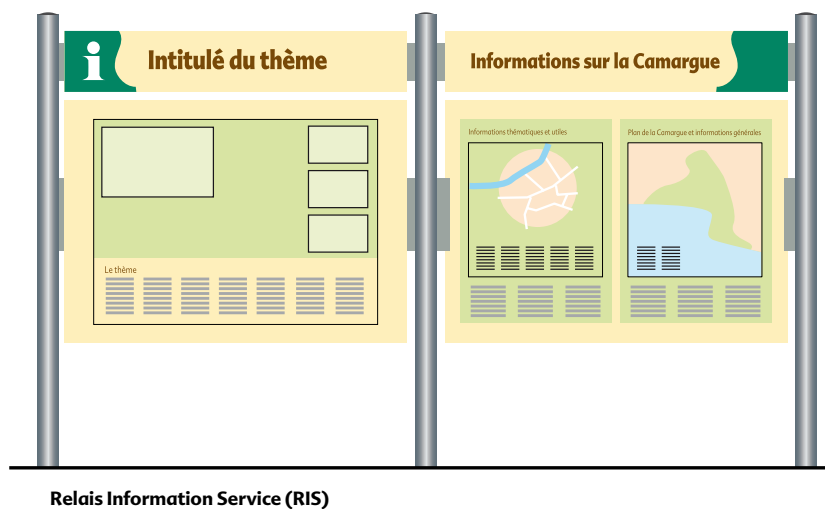 i
Intitulé du thème
Informations sur la Camargue
Le thème
Informations thématiques et utiles
Plan de la Camargue et informations générales
Relais Information Service (RIS)